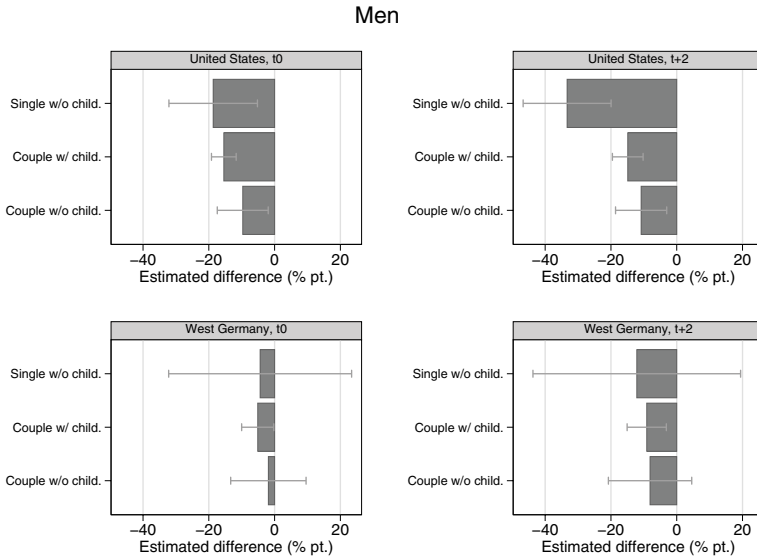 Men
United States, t0
Single w/o child.
Couple w/ child.
Couple w/o child.
−40 −20 0 20
Estimated difference (% pt.)
United States, t+2
Single w/o child.
Couple w/ child.
Couple w/o child.
−40 −20 0 20
Estimated difference (% pt.)
West Germany, t0
Single w/o child.
Couple w/ child.
Couple w/o child.
−40 −20 0 20
Estimated difference (% pt.)
West Germany, t+2
Single w/o child.
Couple w/ child.
Couple w/o child.
−40 −20 0 20
Estimated difference (% pt.)